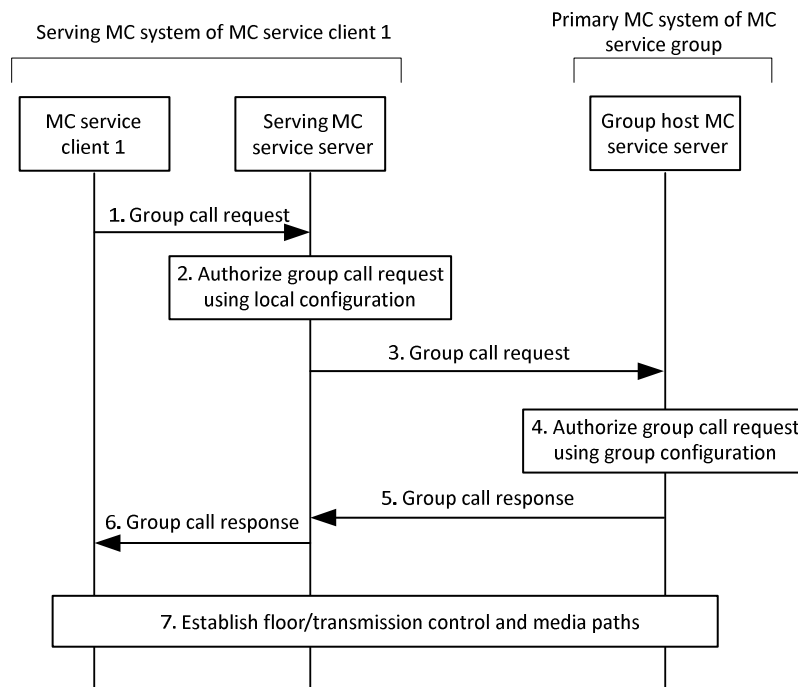 Serving MC system of MC service client 1
Primary MC system of MC
service group
MC service
client 1
Serving MC
service server
Group host MC
service server
1. Group call request
2. Authorize group call request
using local configuration
3. Group call request
4. Authorize group call request
using group configuration
5. Group call response
6. Group call response
7. Establish floor/transmission control and media paths